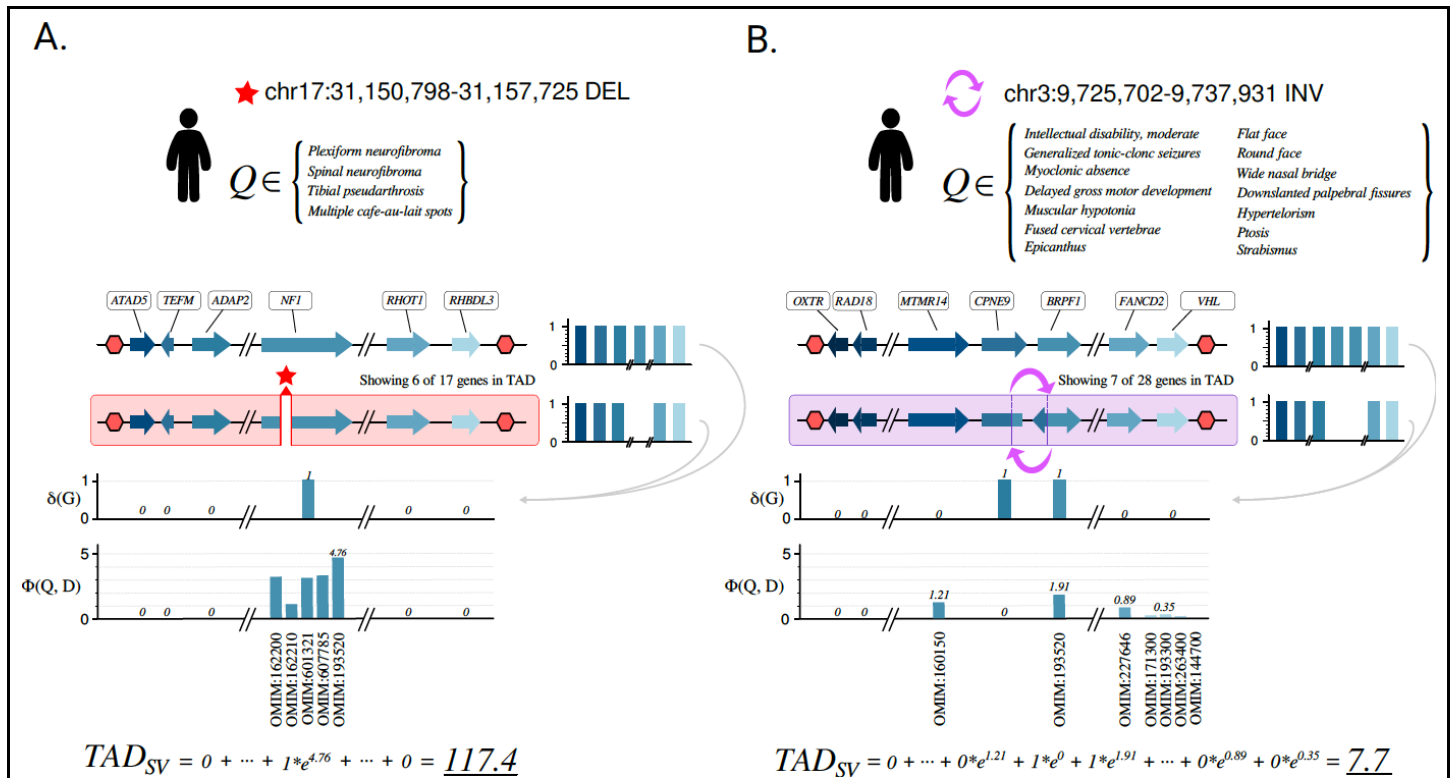 A.
chr17:31,150,798-31,157,725 DEL
Q ∈
Plexiform neurofibroma
Spinal neurofibroma
Tibial pseudarthrosis
Multiple cafe-au-lait spots
ATAD5 TEFM ADAP2 NF1 RHOT1 RHBDL3
1
0
Showing 6 of 17 genes in TAD
1
0
δ(G)
1
0
0 0 0 1 0 0
Φ(Q, D)
5
0
0 0 0 4.76 0 0
OMIM:162200
OMIM:162210
OMIM:601321
OMIM:607785
OMIM:193520
TAD_SV = 0 + ··· + 1*e^4.76 + ··· + 0 = 117.4
B.
chr3:9,725,702-9,737,931 INV
Q ∈
Intellectual disability, moderate
Generalized tonic-clonc seizures
Myoclonic absence
Delayed gross motor development
Muscular hypotonia
Fused cervical vertebrae
Epicanthus
Flat face
Round face
Wide nasal bridge
Downslanted palpebral fissures
Hypertelorism
Ptosis
Strabismus
OXTR RAD18 MTMR14 CPNE9 BRPF1 FANCD2 VHL
1
0
Showing 7 of 28 genes in TAD
1
0
δ(G)
1
0
0 0 0 1 1 0 0
Φ(Q, D)
5
0
0 0 1.21 0 1.91 0.89 0.35
OMIM:160150
OMIM:193520
OMIM:227646
OMIM:171300
OMIM:193300
OMIM:263400
OMIM:144700
TAD_SV = 0 + ··· + 0*e^1.21 + 1*e^0 + 1*e^1.91 + ··· + 0*e^0.89 + 0*e^0.35 = 7.7